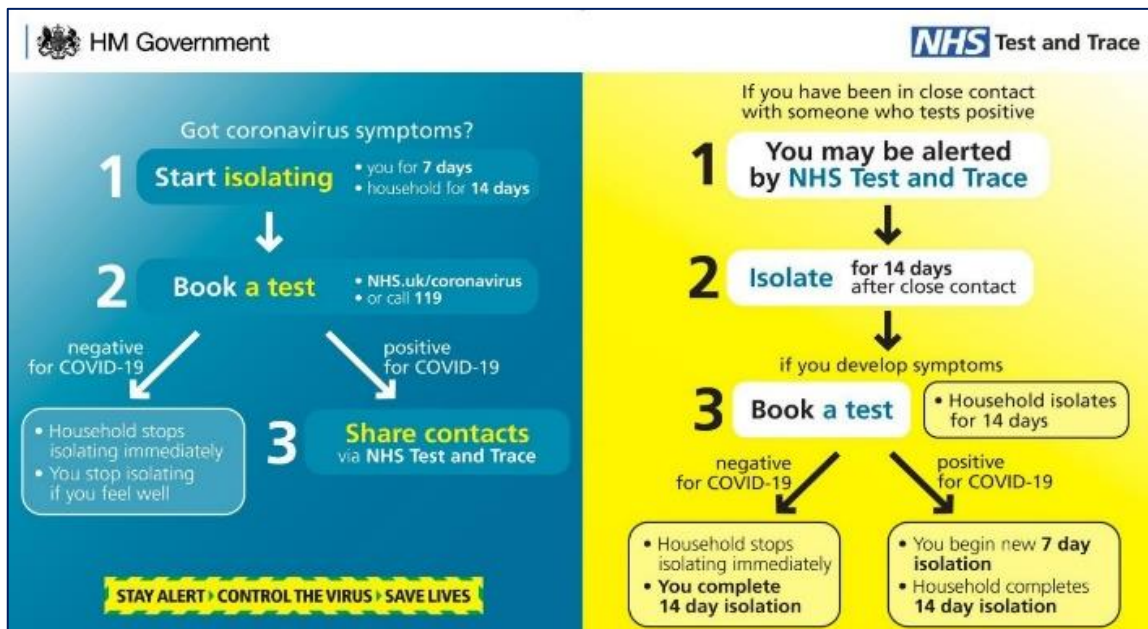 HM Government
NHS Test and Trace
Got coronavirus symptoms?
1
Start isolating
• you for 7 days
• household for 14 days
2
Book a test
• NHS.uk/coronavirus
• or call 119
negative
for COVID-19
positive
for COVID-19
• Household stops
isolating immediately
• You stop isolating
if you feel well
3
Share contacts
via NHS Test and Trace
STAY ALERT CONTROL THE VIRUS SAVE LIVES
If you have been in close contact
with someone who tests positive
1
You may be alerted
by NHS Test and Trace
2
Isolate
for 14 days
after close contact
if you develop symptoms
3
Book a test
• Household isolates
for 14 days
negative
for COVID-19
positive
for COVID-19
• Household stops
isolating immediately
• You complete
14 day isolation
• You begin new 7 day
isolation
• Household completes
14 day isolation